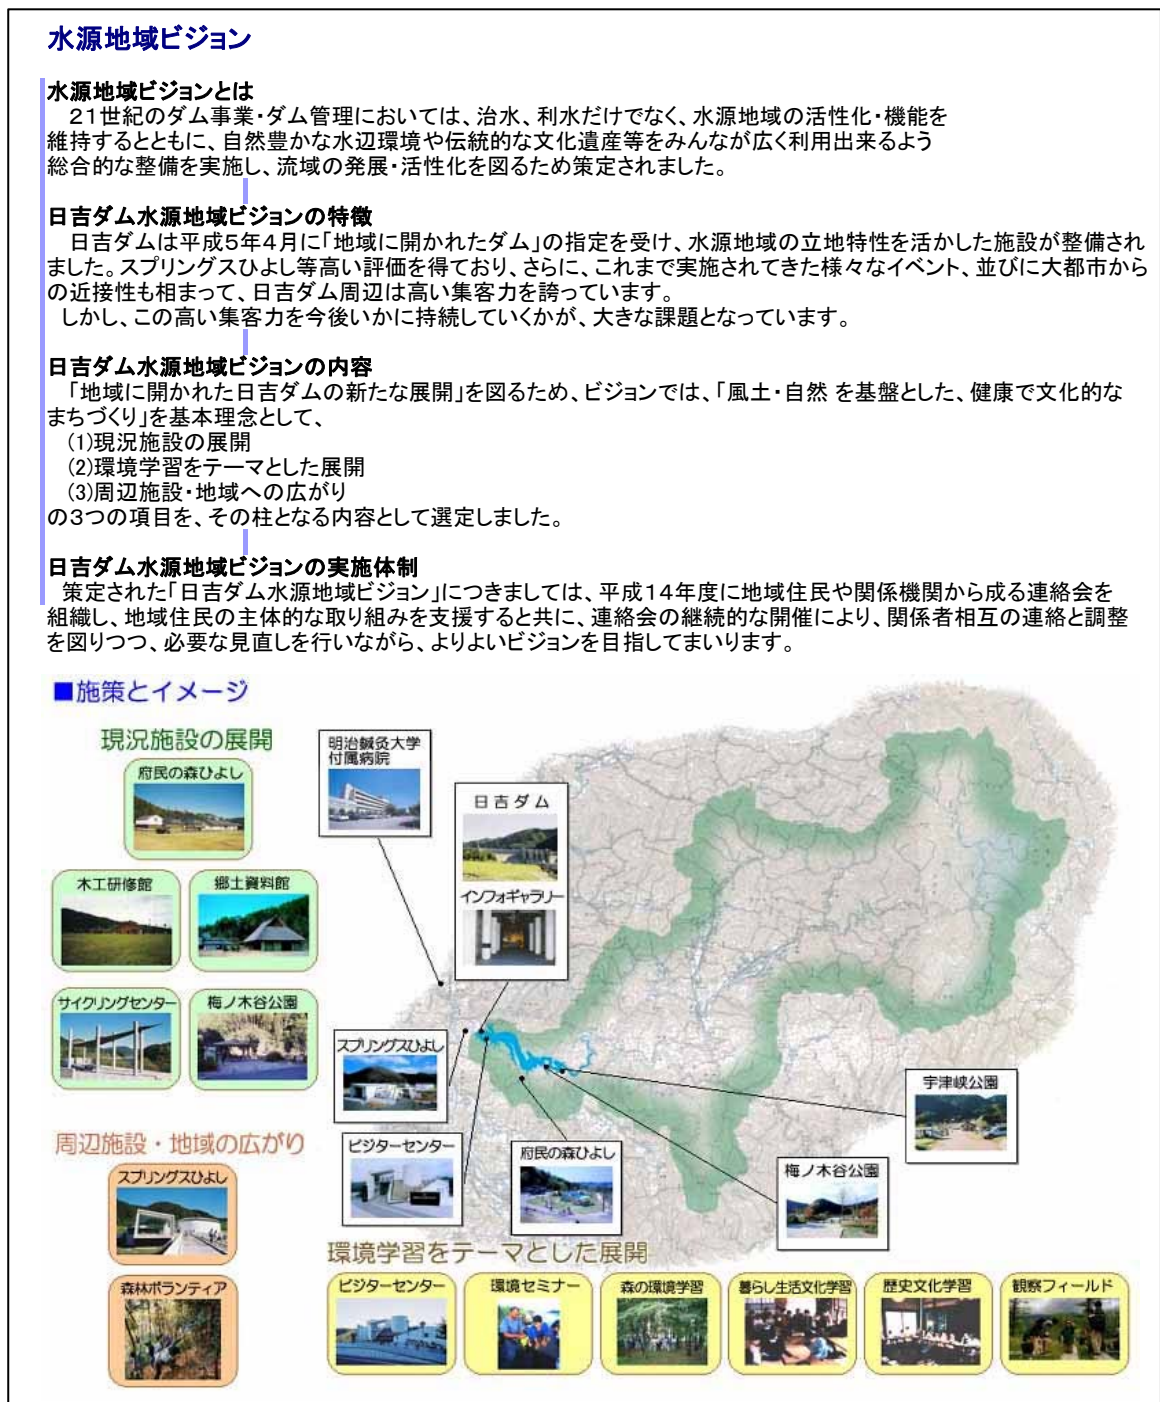 水源地域ビジョン
水源地域ビジョンとは
２１世紀のダム事業・ダム管理においては、治水、利水だけでなく、水源地域の活性化・機能を
維持するとともに、自然豊かな水辺環境や伝統的な文化遺産等をみんなが広く利用出来るよう
総合的な整備を実施し、流域の発展・活性化を図るため策定されました。
日吉ダム水源地域ビジョンの特徴
日吉ダムは平成５年４月に「地域に開かれたダム」の指定を受け、水源地域の立地特性を活かした施設が整備され
ました。スプリングスひよし等高い評価を得ており、さらに、これまで実施されてきた様々なイベント、並びに大都市から
の近接性も相まって、日吉ダム周辺は高い集客力を誇っています。
しかし、この高い集客力を今後いかに持続していくかが、大きな課題となっています。
日吉ダム水源地域ビジョンの内容
「地域に開かれた日吉ダムの新たな展開」を図るため、ビジョンでは、「風土・自然 を基盤とした、健康で文化的な
まちづくり」を基本理念として、
(1)現況施設の展開
(2)環境学習をテーマとした展開
(3)周辺施設・地域への広がり
の３つの項目を、その柱となる内容として選定しました。
日吉ダム水源地域ビジョンの実施体制
策定された「日吉ダム水源地域ビジョン」につきましては、平成１４年度に地域住民や関係機関から成る連絡会を
組織し、地域住民の主体的な取り組みを支援すると共に、連絡会の継続的な開催により、関係者相互の連絡と調整
を図りつつ、必要な見直しを行いながら、よりよいビジョンを目指してまいります。
■施策とイメージ
現況施設の展開
府民の森ひよし
木工研修館
郷土資料館
サイクリングセンター
梅ノ木谷公園
周辺施設・地域の広がり
スプリングスひよし
森林ボランティア
明治鍼灸大学
付属病院
日吉ダム
インフォギャラリー
スプリングスひよし
ビジターセンター
府民の森ひよし
梅ノ木谷公園
宇津峡公園
環境学習をテーマとした展開
ビジターセンター
環境セミナー
森の環境学習
暮らし生活文化学習
歴史文化学習
観察フィールド